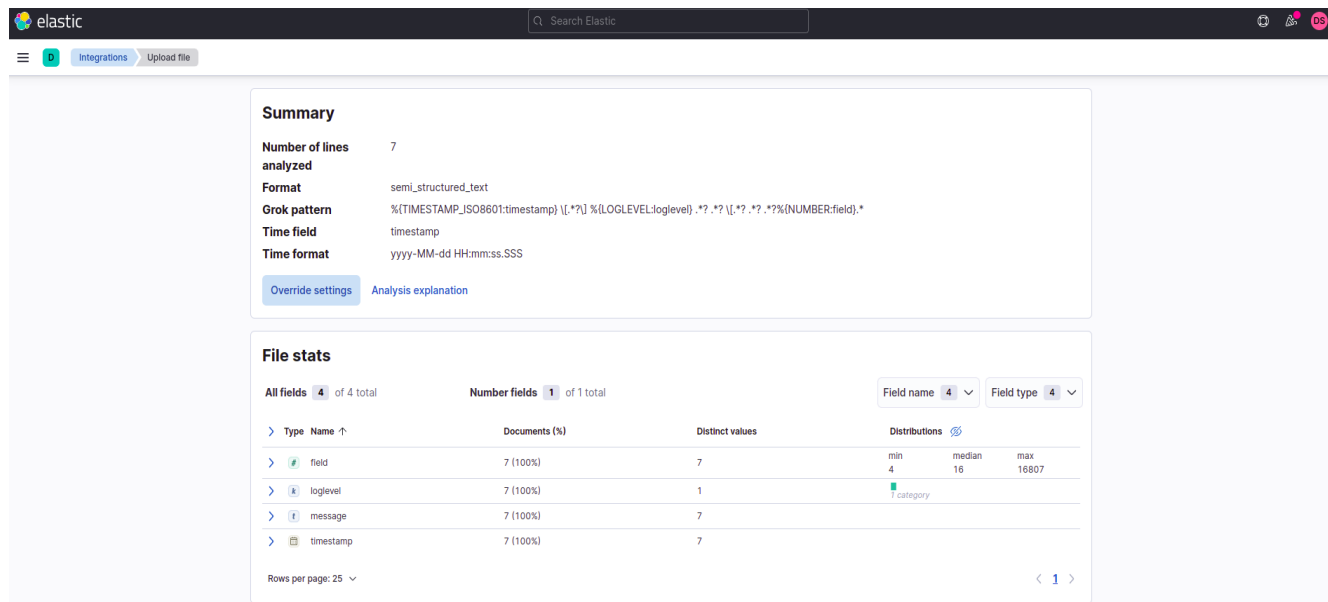 elastic
Search Elastic
DS
D
Integrations
Upload file
Summary
Number of lines analyzed
7
Format
semi_structured_text
Grok pattern
%{TIMESTAMP_ISO8601:timestamp} \[.*?\] %{LOGLEVEL:loglevel} .*? .*? \[.*? .*? .*?%{NUMBER:field}.*
Time field
timestamp
Time format
yyyy-MM-dd HH:mm:ss.SSS
Override settings
Analysis explanation
File stats
All fields 4 of 4 total
Number fields 1 of 1 total
Field name 4
Field type 4
Type Name Documents (%) Distinct values Distributions
# field 7 (100%) 7
min median max
4 16 16807
k loglevel 7 (100%) 1
1 category
t message 7 (100%) 7
timestamp 7 (100%) 7
Rows per page: 25
1